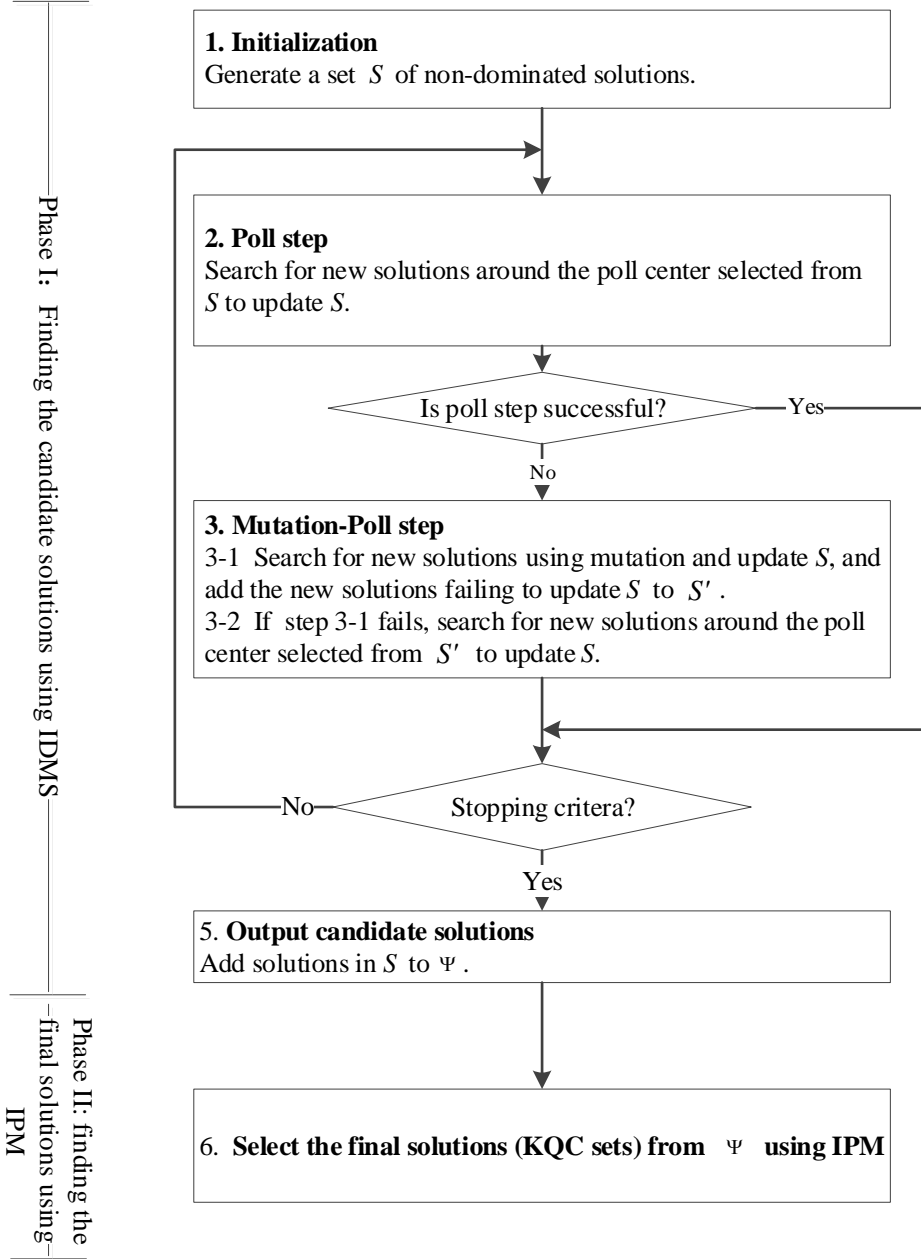 1. Initialization
Generate a set S of non-dominated solutions.
2. Poll step
Search for new solutions around the poll center selected from
S to update S.
Is poll step successful?
Yes
No
3. Mutation-Poll step
3-1 Search for new solutions using mutation and update S, and
add the new solutions failing to update S to S′ .
3-2 If step 3-1 fails, search for new solutions around the poll
center selected from S′ to update S.
Stopping critera?
No
Yes
5. Output candidate solutions
Add solutions in S to Ψ .
6. Select the final solutions (KQC sets) from Ψ using IPM
Phase I: Finding the candidate solutions using IDMS
Phase II: finding the
final solutions using
IPM